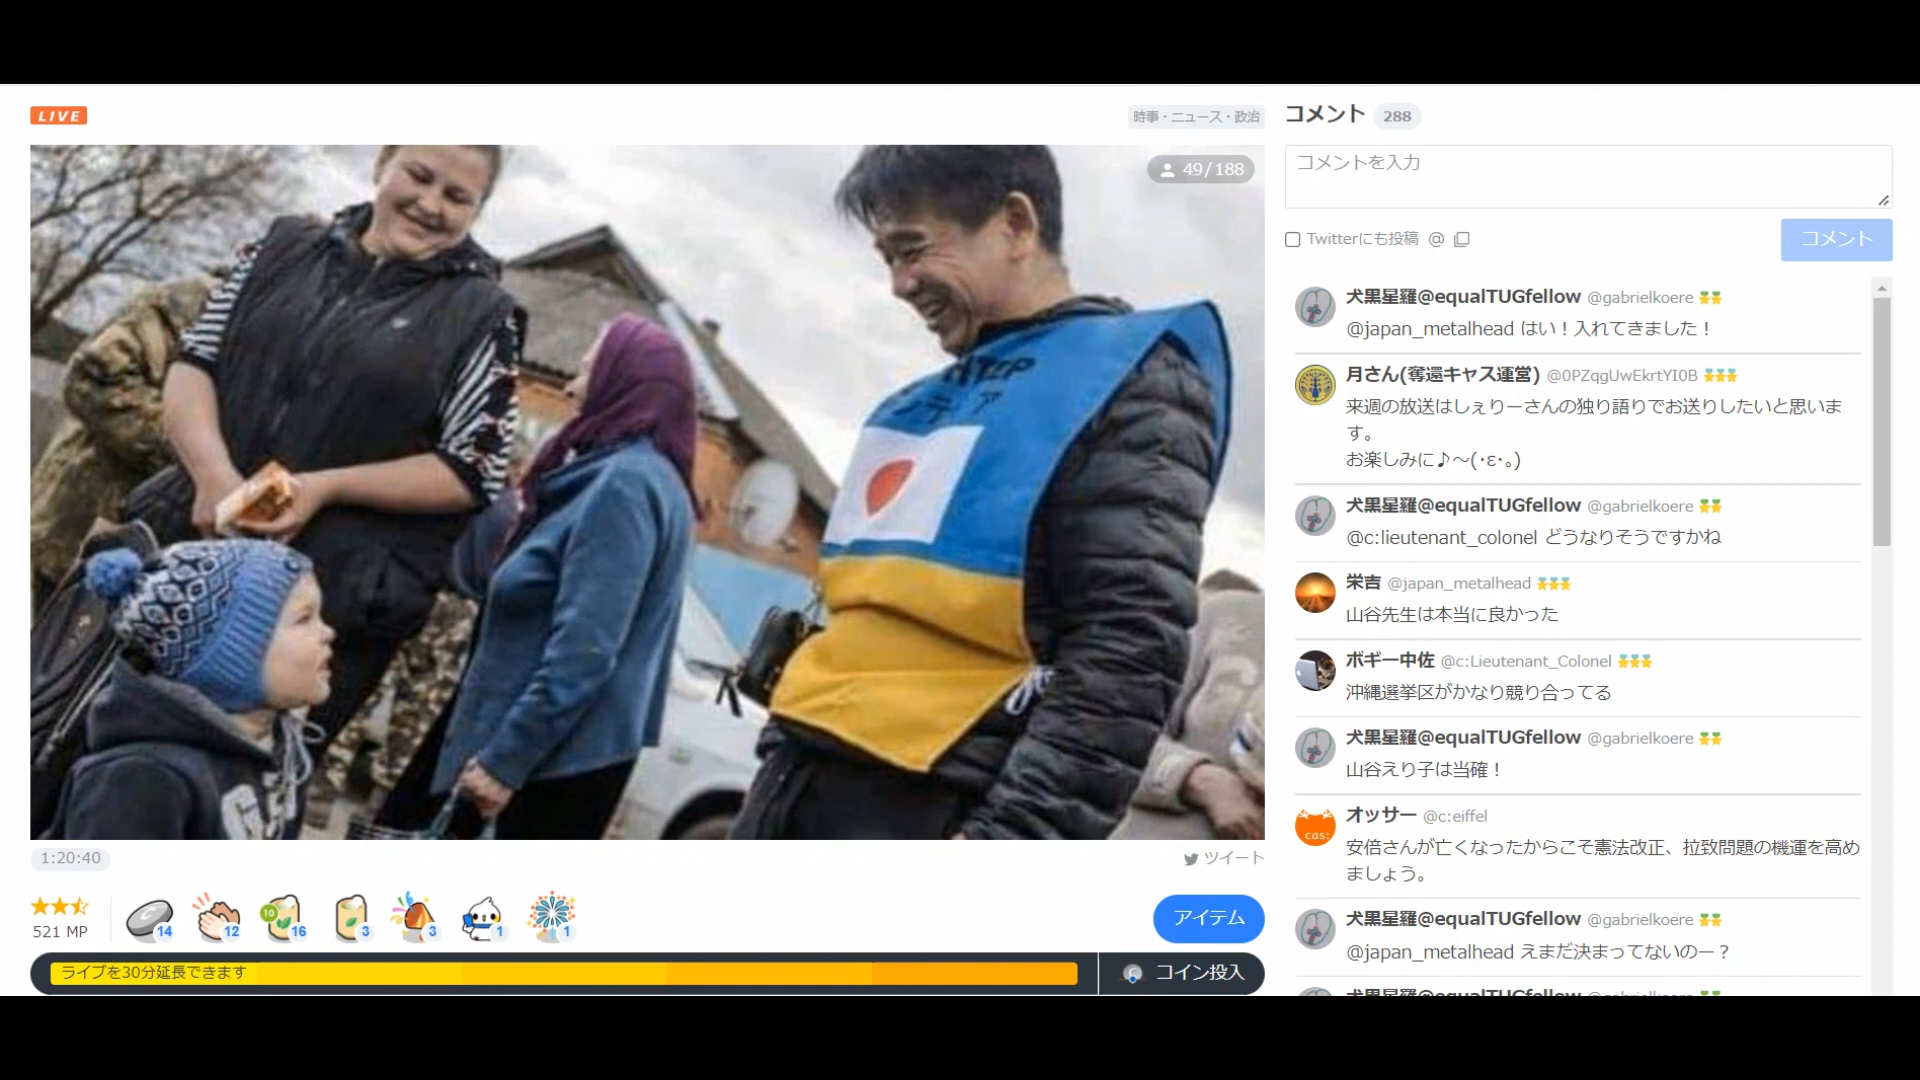 LIVE
時事・ニュース・政治
49/188
1:20:40
ツイート
521 MP
14
12
10
16
3
3
1
1
アイテム
ライブを30分延長できます
コイン投入
コメント 288
コメントを入力
Twitterにも投稿 @
コメント
犬黒星羅@equalTUGfellow @gabrielkoere
@japan_metalhead はい！入れてきました！
月さん(奪還キャス運営) @0PZqgUwEkrtYI0B
来週の放送はしぇりーさんの独り語りでお送りしたいと思いま
す。
お楽しみに♪～(･ε･｡)
犬黒星羅@equalTUGfellow @gabrielkoere
@c:lieutenant_colonel どうなりそうですかね
栄吉 @japan_metalhead
山谷先生は本当に良かった
ボギー中佐 @c:Lieutenant_Colonel
沖縄選挙区がかなり競り合ってる
犬黒星羅@equalTUGfellow @gabrielkoere
山谷えり子は当確！
cas:
オッサー @c:eiffel
安倍さんが亡くなったからこそ憲法改正、拉致問題の機運を高め
ましょう。
犬黒星羅@equalTUGfellow @gabrielkoere
@japan_metalhead えまだ決まってないのー？
犬黒星羅@equalTUGfellow @gabrielkoere